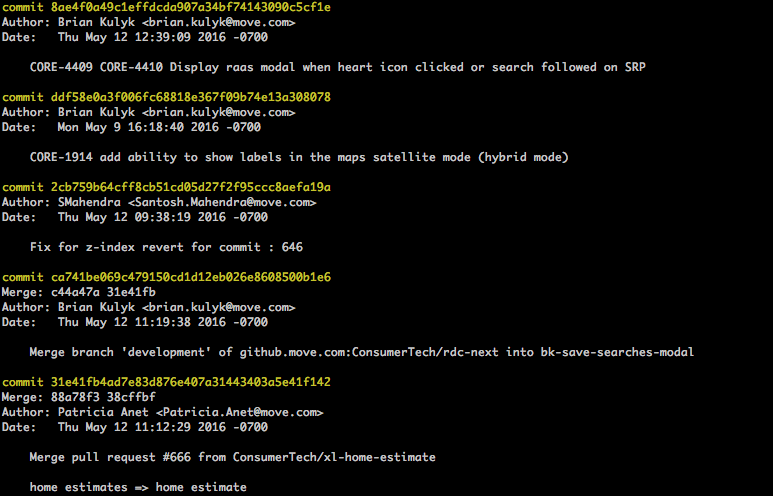 commit 8ae4f0a49c1effdcda907a34bf74143090c5cf1e
Author: Brian Kulyk <brian.kulyk@move.com>
Date:   Thu May 12 12:39:09 2016 -0700
CORE-4409 CORE-4410 Display raas modal when heart icon clicked or search followed on SRP
commit ddf58e0a3f006fc68818e367f09b74e13a308078
Author: Brian Kulyk <brian.kulyk@move.com>
Date:   Mon May 9 16:18:40 2016 -0700
CORE-1914 add ability to show labels in the maps satellite mode (hybrid mode)
commit 2cb759b64cff8cb51cd05d27f2f95ccc8aefa19a
Author: SMahendra <Santosh.Mahendra@move.com>
Date:   Thu May 12 09:38:19 2016 -0700
Fix for z-index revert for commit : 646
commit ca741be069c479150cd1d12eb026e8608500b1e6
Merge: c44a47a 31e41fb
Author: Brian Kulyk <brian.kulyk@move.com>
Date:   Thu May 12 11:19:38 2016 -0700
Merge branch 'development' of github.move.com:ConsumerTech/rdc-next into bk-save-searches-modal
commit 31e41fb4ad7e83d876e407a31443403a5e41f142
Merge: 88a78f3 38cffbf
Author: Patricia Anet <Patricia.Anet@move.com>
Date:   Thu May 12 11:12:29 2016 -0700
Merge pull request #666 from ConsumerTech/xl-home-estimate
home estimates => home estimate